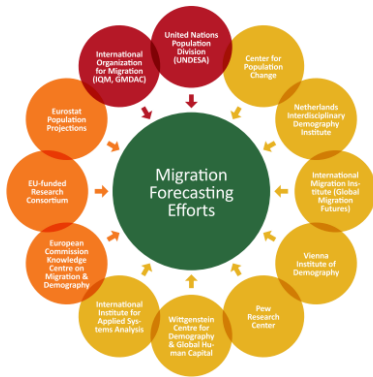 Migration
Forecasting
Efforts
United Nations
Population
Division
(UNDESA)
Center for
Population
Change
Netherlands
Interdisciplinary
Demography
Institute
International
Migration Ins-
titute (Global
Migration Futures)
Vienna
Institute of
Demography
Pew
Research
Center
Wittgenstein
Centre for
Demography
& Global Hu-
man Capital
International
Institute for
Applied Sys-
tems Analysis
European
Commission
Knowledge
Centre on
Migration &
Demography
EU-funded
Research
Consortium
Eurostat
Population
Projections
International
Organization
for Migration
(IQM, GMDAC)